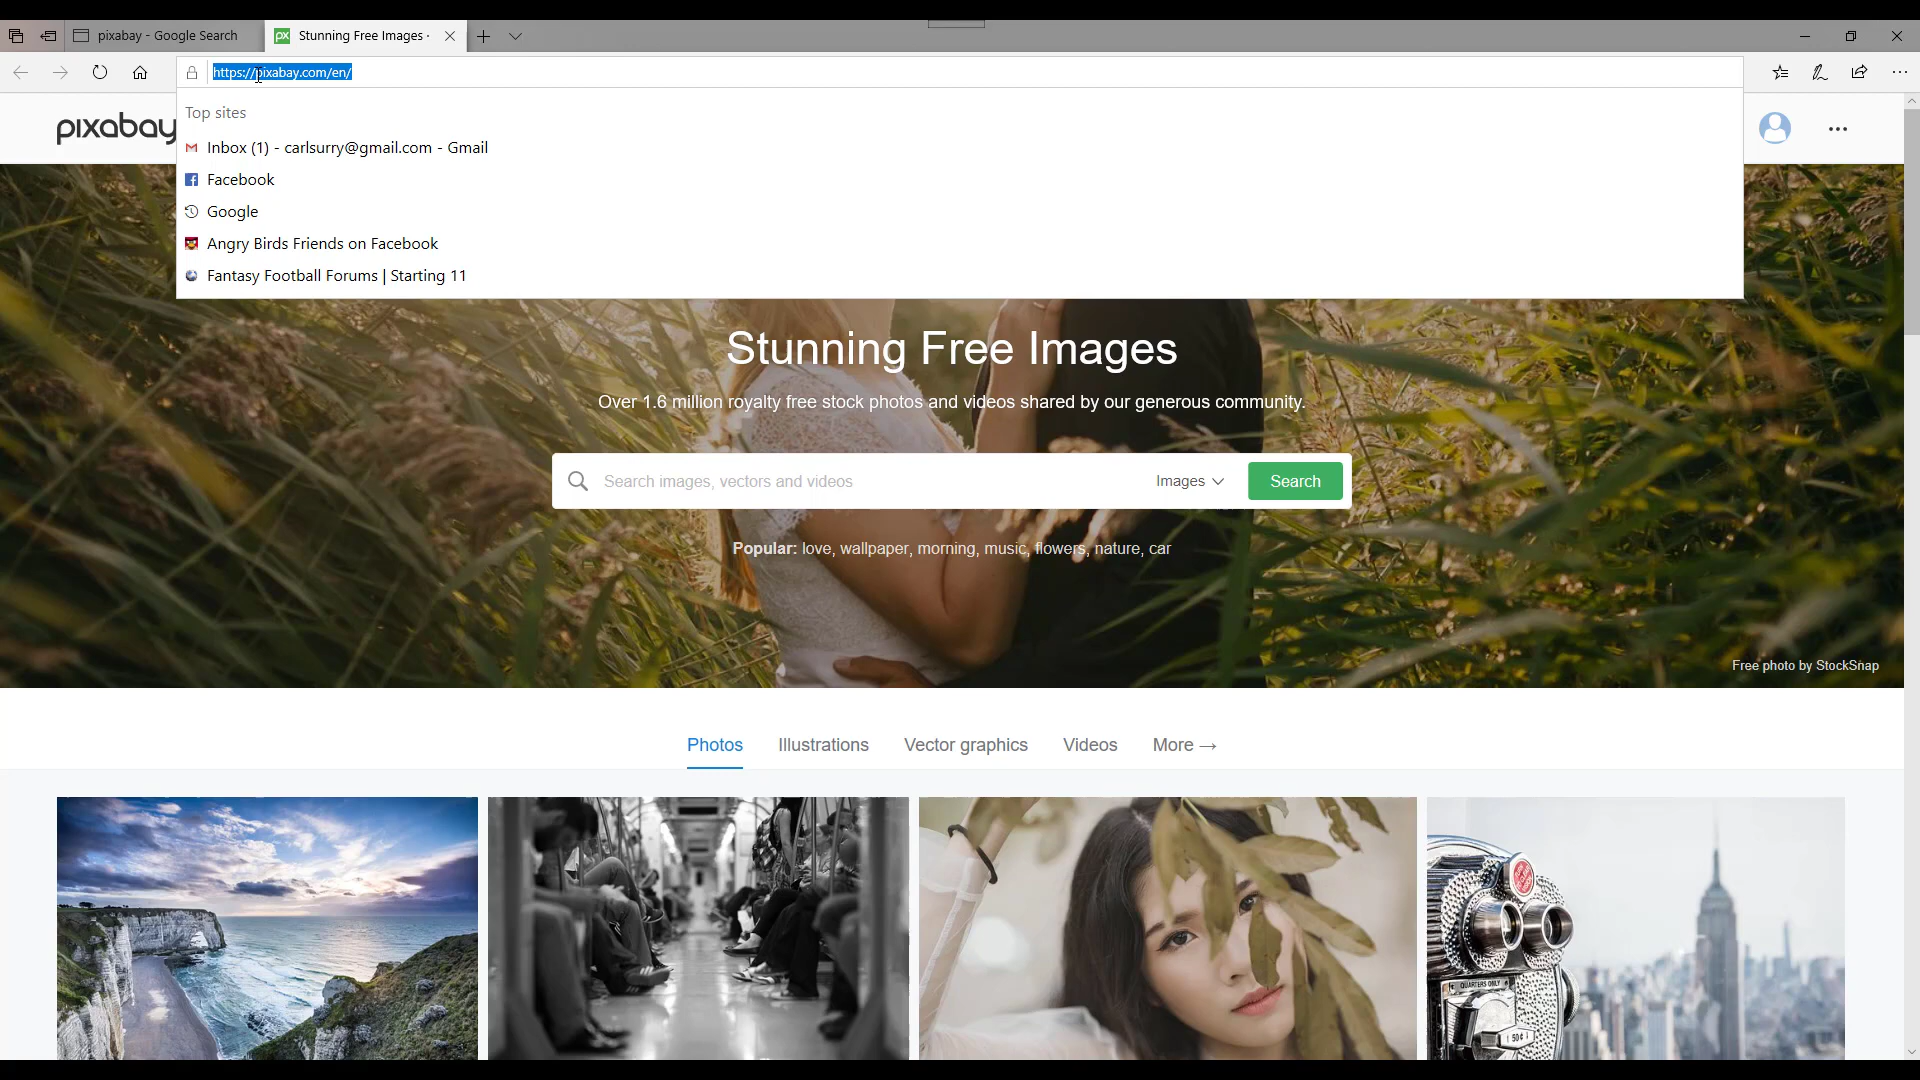 pixabay - Google Search
Stunning Free Images ·
https://pixabay.com/en/
pixabay
Top sites
Inbox (1) - carlsurry@gmail.com - Gmail
Facebook
Google
Angry Birds Friends on Facebook
Fantasy Football Forums | Starting 11
Stunning Free Images
Over 1.6 million royalty free stock photos and videos shared by our generous community.
Search images, vectors and videos
Images
Search
Popular: love, wallpaper, morning, music, flowers, nature, car
Free photo by StockSnap
Photos
Illustrations
Vector graphics
Videos
More →
QUARTERS ONLY
50¢